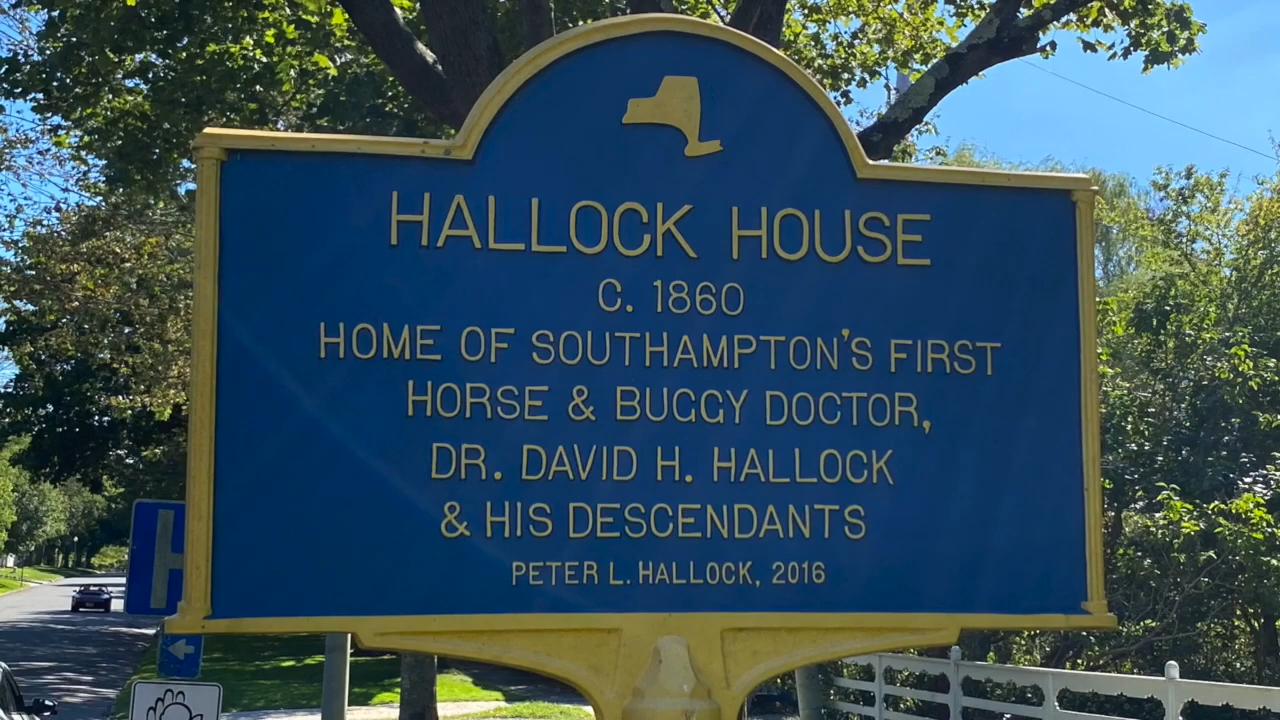 HALLOCK HOUSE
C. 1860
HOME OF SOUTHAMPTON'S FIRST
HORSE & BUGGY DOCTOR,
DR. DAVID H. HALLOCK
& HIS DESCENDANTS
PETER L. HALLOCK, 2016
H